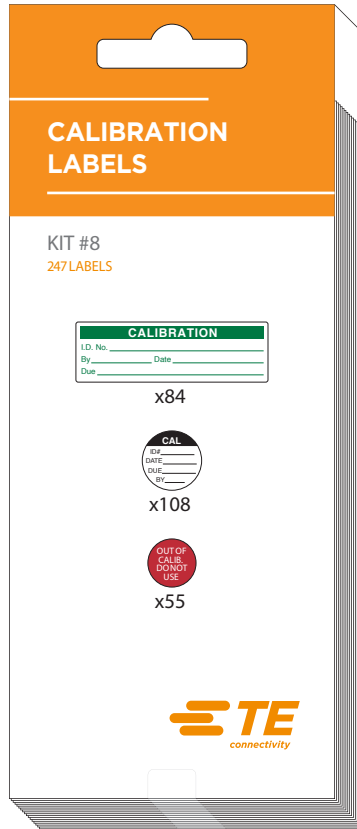 CALIBRATION
LABELS
KIT #8
247 LABELS
CALIBRATION
I.D. No.
By Date
Due
x84
CAL
ID#
DATE
DUE
BY
x108
OUT OF
CALIB.
DO NOT
USE
x55
TE
connectivity